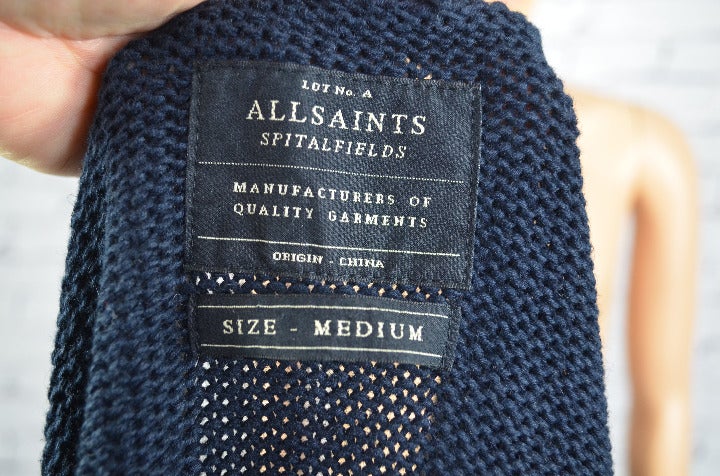 LOT No. A
ALLSAINTS
SPITALFIELDS
MANUFACTURERS OF
QUALITY GARMENTS
ORIGIN - CHINA
SIZE - MEDIUM